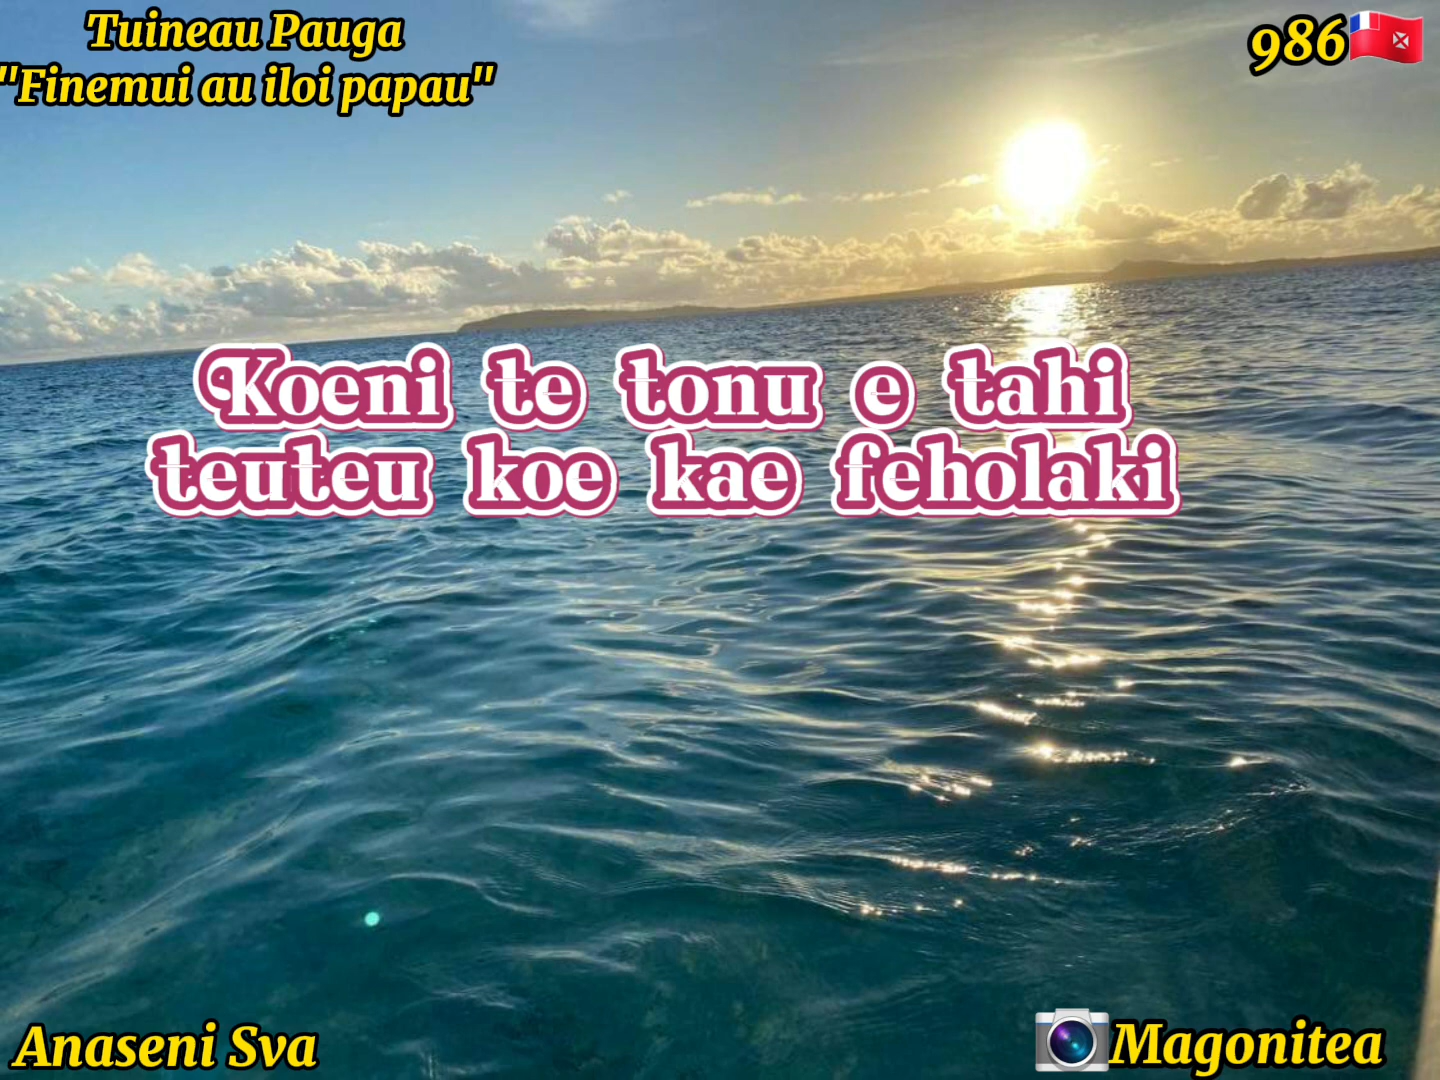 Tuineau Pauga
"Finemui au iloi papau"
986🇼🇫
Koeni te tonu e tahi
teuteu koe kae feholaki
Anaseni Sva
📷Magonitea